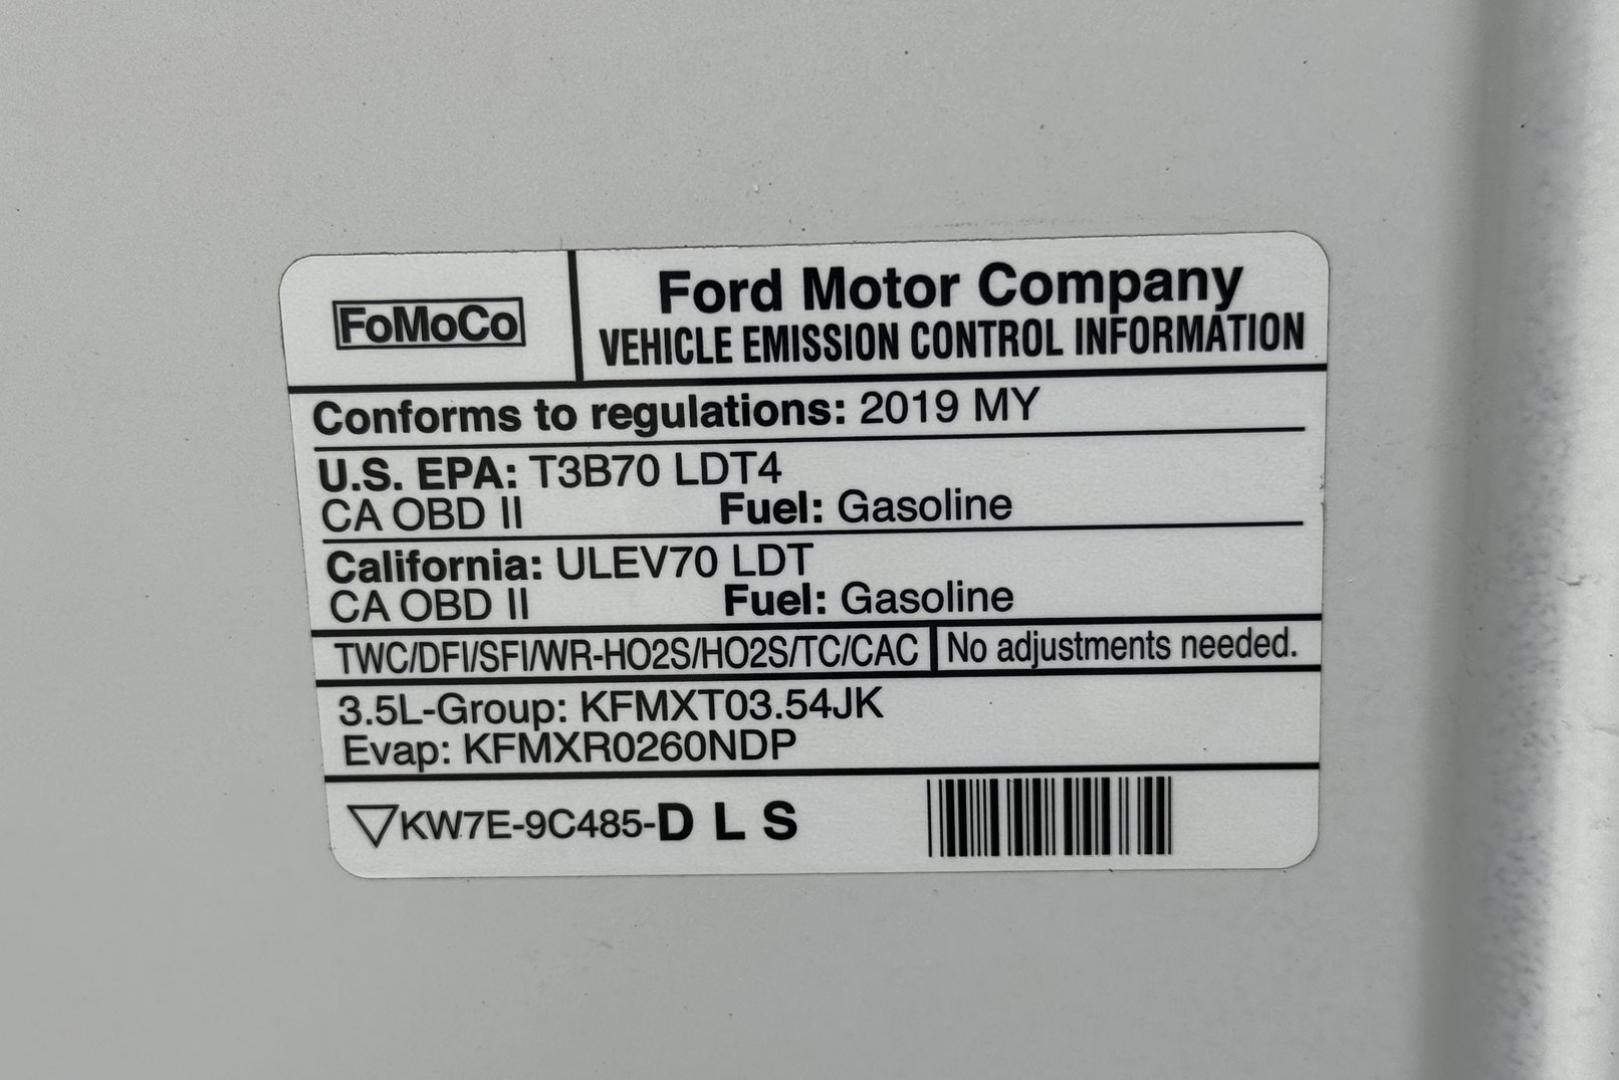 FoMoCo
Ford Motor Company
VEHICLE EMISSION CONTROL INFORMATION
Conforms to regulations: 2019 MY
U.S. EPA: T3B70 LDT4
CA OBD II Fuel: Gasoline
California: ULEV70 LDT
CA OBD II Fuel: Gasoline
TWC/DFI/SFI/WR-HO2S/HO2S/TC/CAC No adjustments needed.
3.5L-Group: KFMXT03.54JK
Evap: KFMXR0260NDP
KW7E-9C485-D L S